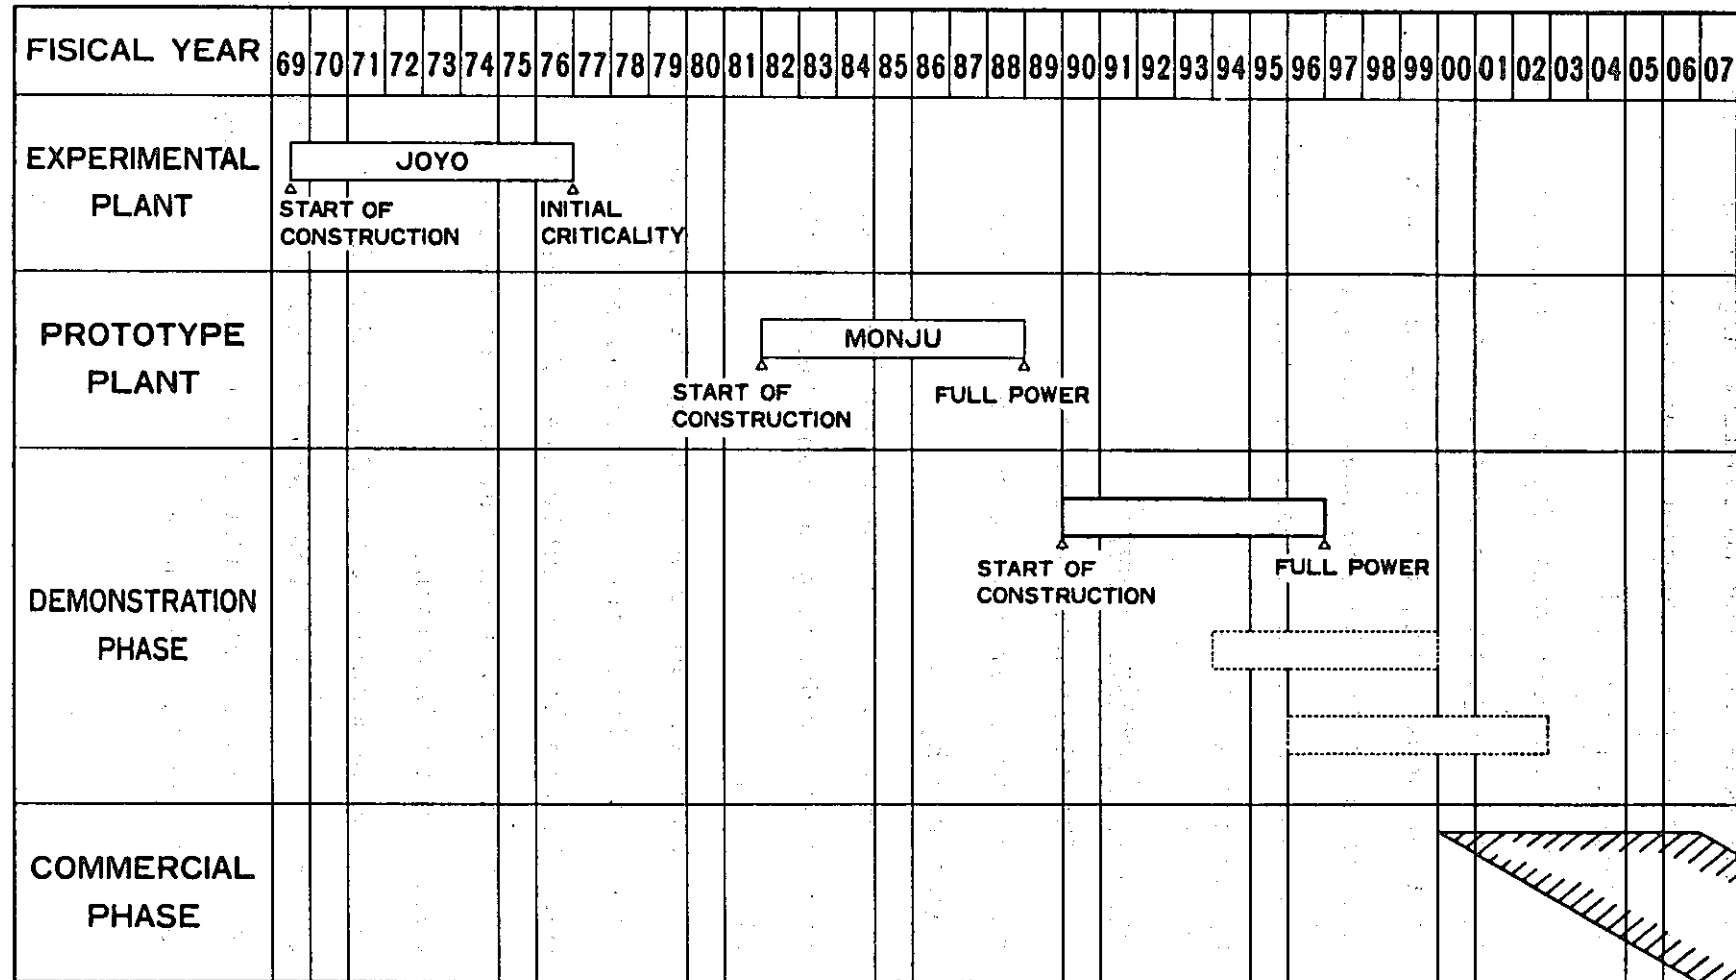 FISICAL YEAR 69 70 71 72 73 74 75 76 77 78 79 80 81 82 83 84 85 86 87 88 89 90 91 92 93 94 95 96 97 98 99 00 01 02 03 04 05 06 07
EXPERIMENTAL
PLANT
JOYO
START OF
CONSTRUCTION
INITIAL
CRITICALITY
PROTOTYPE
PLANT
MONJU
START OF
CONSTRUCTION
FULL POWER
DEMONSTRATION
PHASE
START OF
CONSTRUCTION
FULL POWER
COMMERCIAL
PHASE